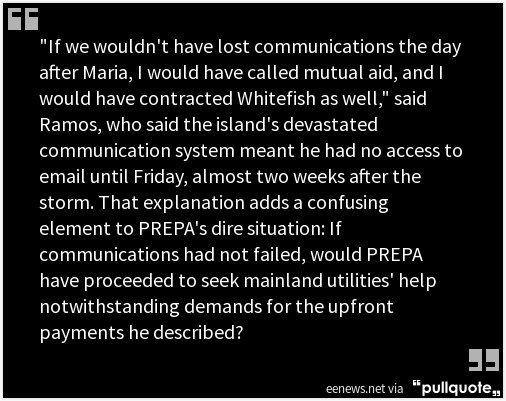 "If we wouldn't have lost communications the day
after Maria, I would have called mutual aid, and I
would have contracted Whitefish as well," said
Ramos, who said the island's devastated
communication system meant he had no access to
email until Friday, almost two weeks after the
storm. That explanation adds a confusing
element to PREPA's dire situation: If
communications had not failed, would PREPA
have proceeded to seek mainland utilities' help
notwithstanding demands for the upfront
payments he described?
eenews.net via “pullquote„